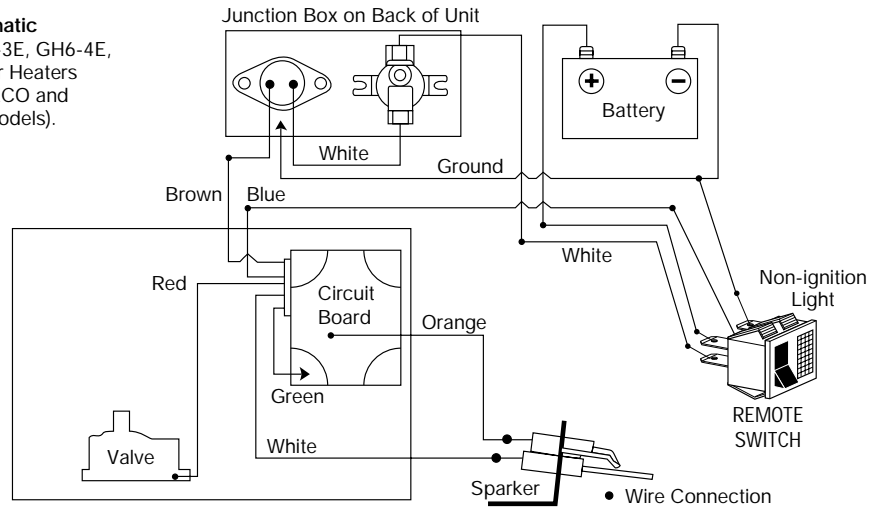 matic
-3E, GH6-4E,
r Heaters
CO and
odels).
Junction Box on Back of Unit
+
−
Battery
White
Ground
Brown
Blue
White
Red
Circuit
Board
Orange
Non-ignition
Light
Green
REMOTE
SWITCH
Valve
White
Sparker
Wire Connection